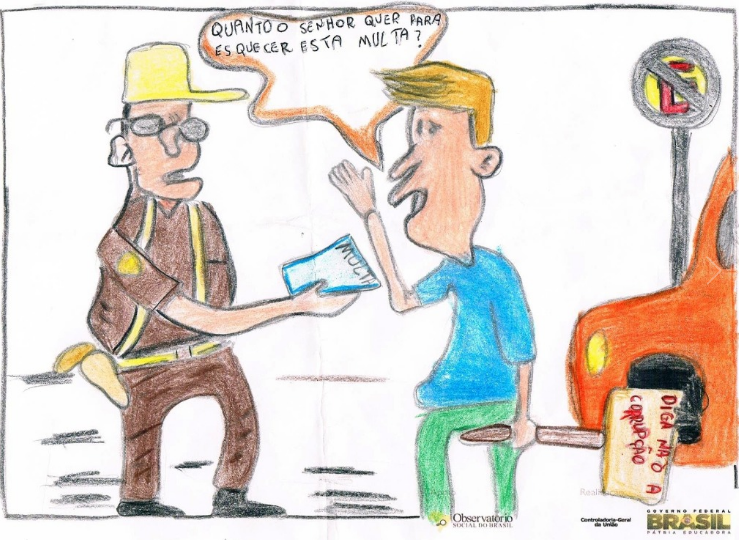 QUANTO O SENHOR QUER PARA
ESQUECER ESTA MULTA?
E
MULTA
DIGA NÃO A
CORRUPÇÃO
Observatório
SOCIAL DO BRASIL
Controladoria-Geral
da União
GOVERNO FEDERAL
BRASIL
PÁTRIA EDUCADORA